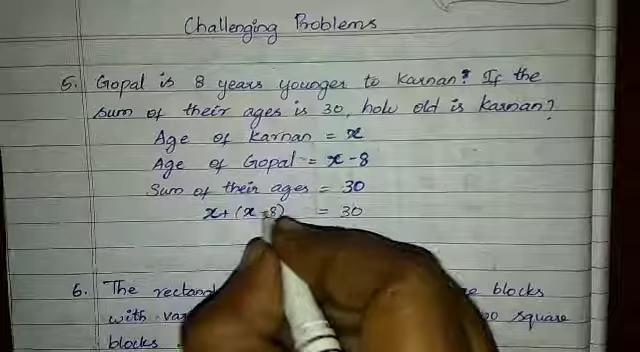 Challenging Problems
5. Gopal is 8 years younger to Karnan? If the
sum of their ages is 30, how old is Karnan?
Age of Karnan = x
Age of Gopal = x - 8
Sum of their ages = 30
x + (x - 8) = 30
6. The blocks
with square
blocks